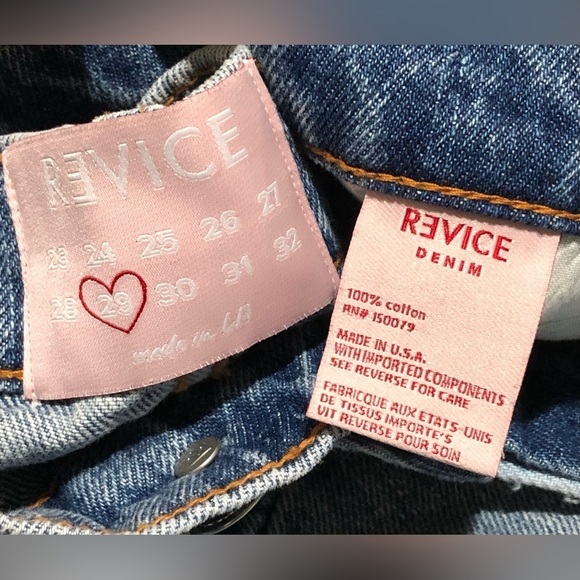 RƎVICE
23 24 25 26 27
28 29 30 31 32
made in LA
RƎVICE
DENIM
100% cotton
RN# 150079
MADE IN U.S.A.
WITH IMPORTED COMPONENTS
SEE REVERSE FOR CARE
FABRIQUE AUX ETATS-UNIS
DE TISSUS IMPORTE'S
VIT REVERSE POUR SOIN